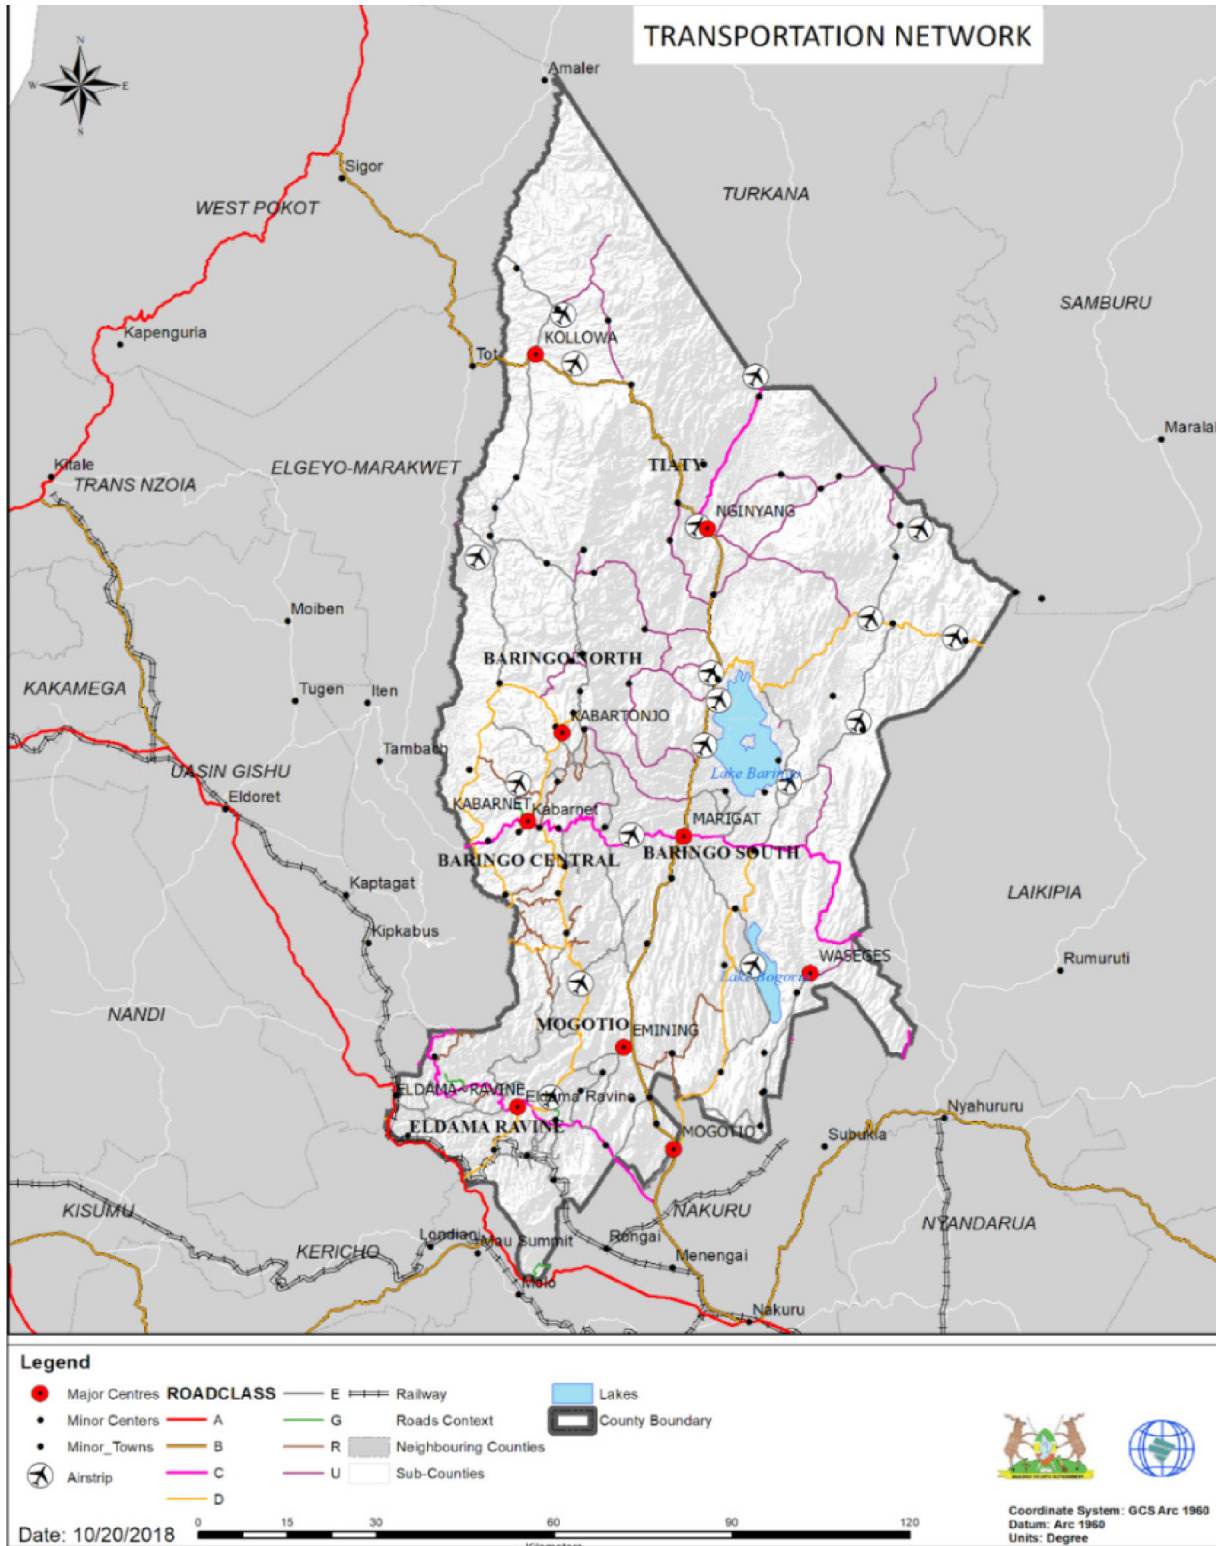 TRANSPORTATION NETWORK
N
W
E
S
Amaler
Sigor
TURKANA
WEST POKOT
SAMBURU
Kapenguria
KOLLOWA
Tot
Maralal
Kitale
TRANS NZOIA
ELGEYO-MARAKWET
TIATY
NGINYANG
Moiben
BARINGO NORTH
KAKAMEGA
Tugen
Iten
KABARTONJO
Tambach
UASIN GISHU
Lake Baringo
Eldoret
KABARNET
Kabarnet
MARIGAT
BARINGO CENTRAL
BARINGO SOUTH
Kaptagat
LAIKIPIA
Kipkabus
WASEGES
Rumuruti
Lake Bogoria
NANDI
MOGOTIO
EMINING
ELDAMA-RAVINE
Eldama Ravine
Nyahururu
ELDAMA RAVINE
MOGOTIO
Subukia
KISUMU
NAKURU
NYANDARUA
KERICHO
Londiani
Mau Summit
Rongai
Menengai
Molo
Nakuru
Legend
Major Centres
ROADCLASS
E
Railway
Lakes
Minor Centers
A
G
Roads Context
County Boundary
Minor_Towns
B
R
Neighbouring Counties
Airstrip
C
U
Sub-Counties
D
Coordinate System: GCS Arc 1960
Datum: Arc 1960
Units: Degree
Date: 10/20/2018
0 15 30 60 90 120
Kilometers